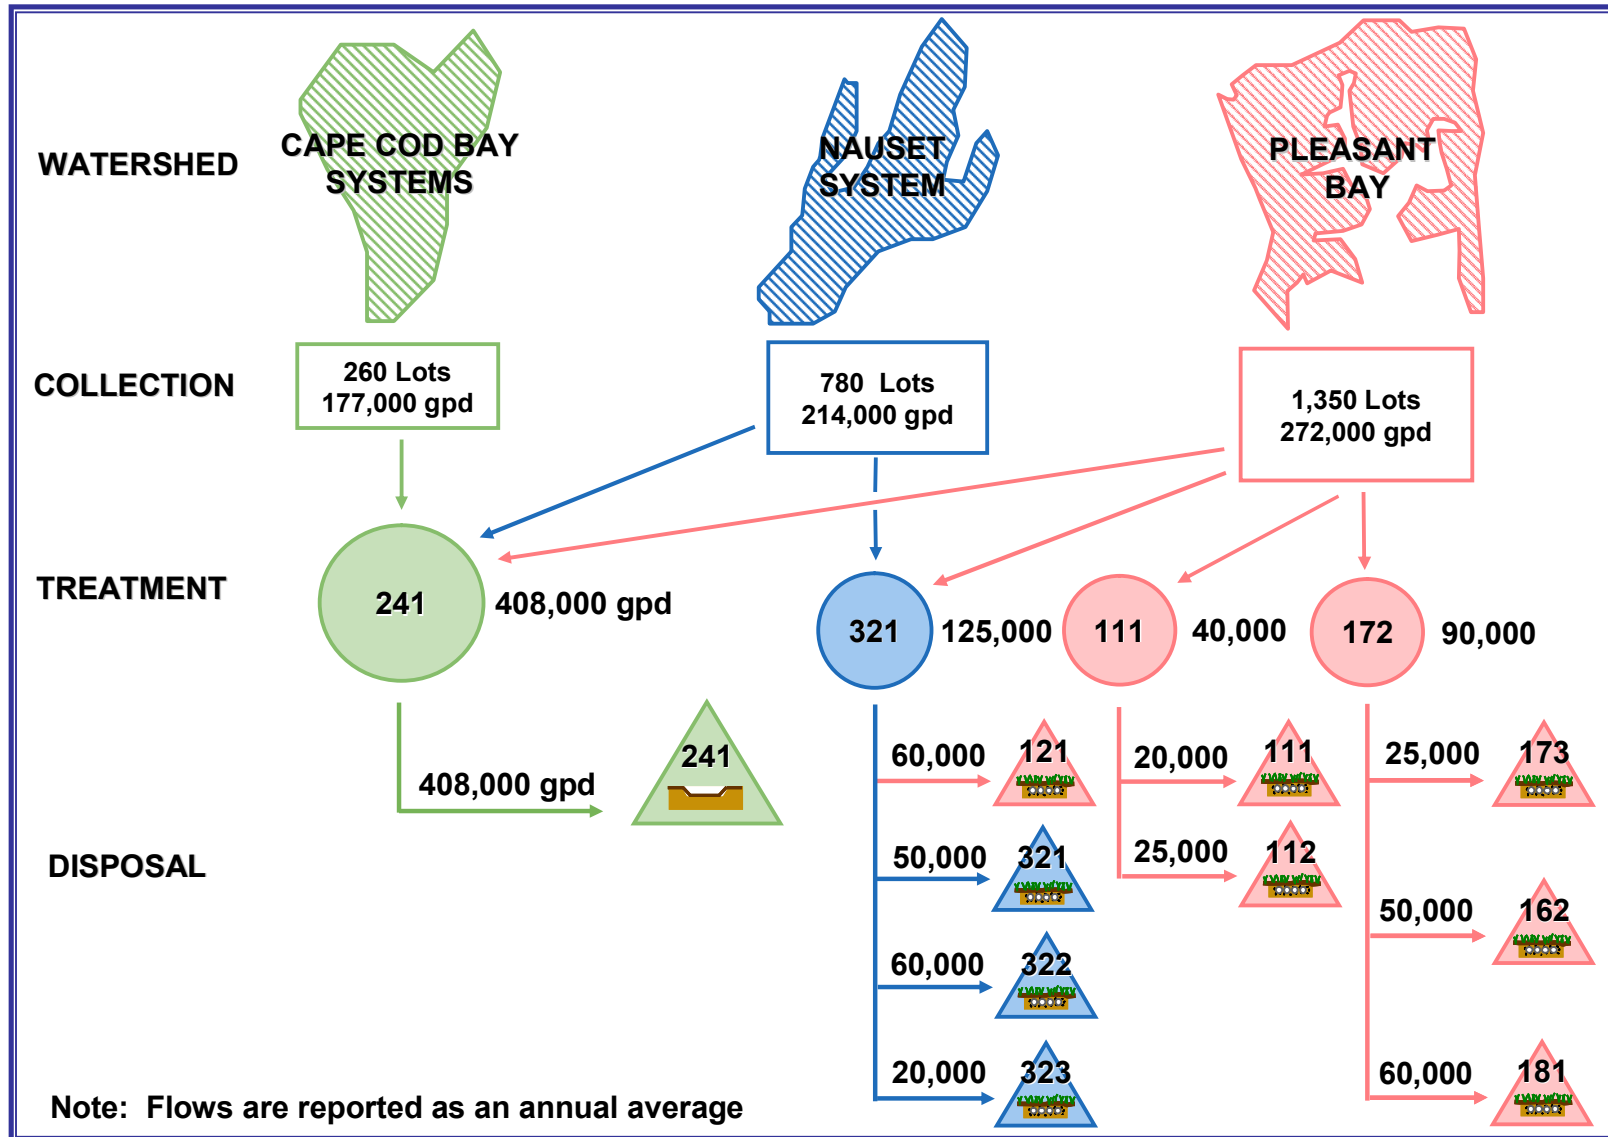 WATERSHED
CAPE COD BAY
SYSTEMS
NAUSET
SYSTEM
PLEASANT
BAY
COLLECTION
260 Lots
177,000 gpd
780 Lots
214,000 gpd
1,350 Lots
272,000 gpd
TREATMENT
241
408,000 gpd
321
125,000
111
40,000
172
90,000
DISPOSAL
408,000 gpd
241
60,000
121
50,000
321
60,000
322
20,000
323
20,000
111
25,000
112
25,000
173
50,000
162
60,000
181
Note: Flows are reported as an annual average